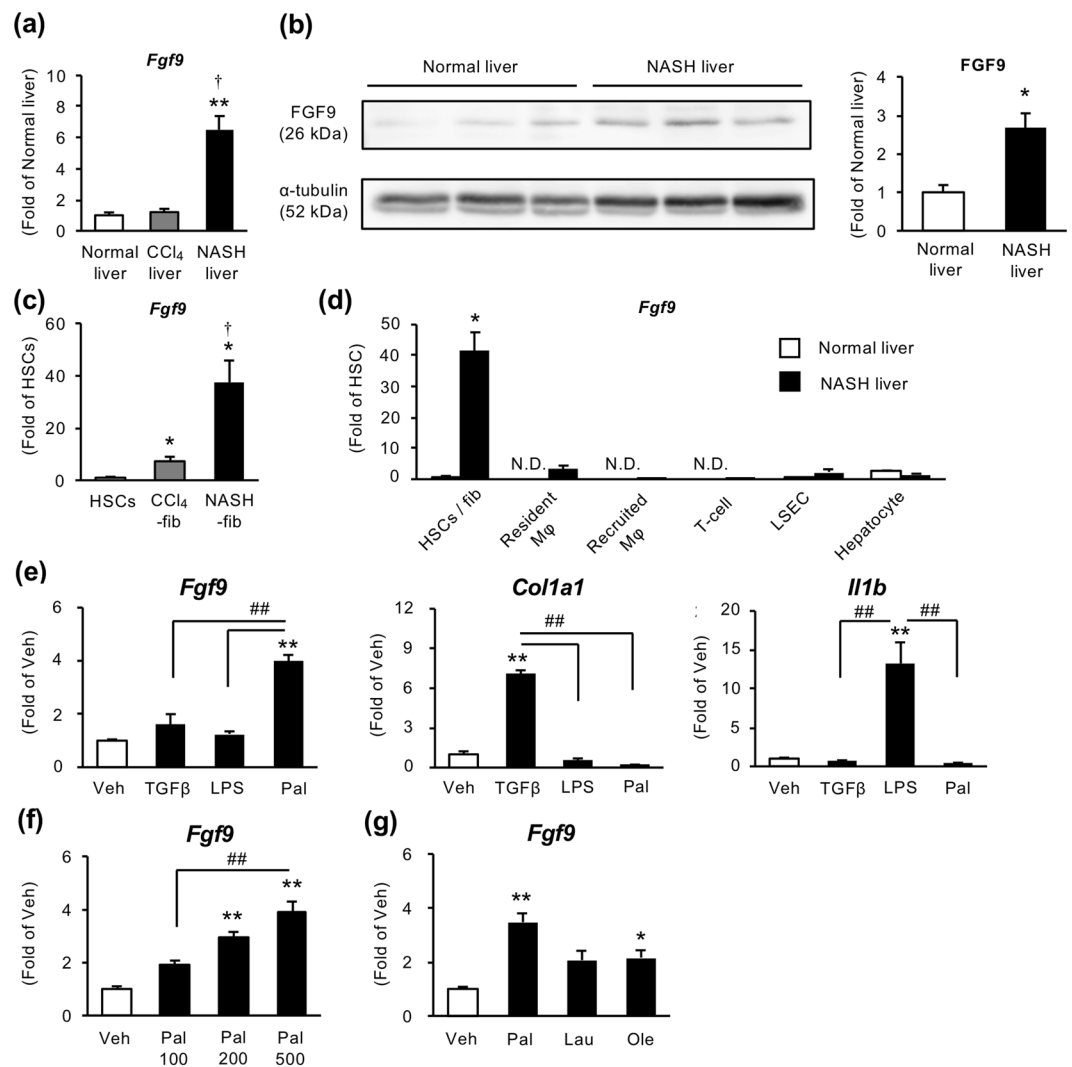 (a)
Fgf9
(Fold of Normal liver)
10
8
6
4
2
0
†
**
Normal liver
CCl₄ liver
NASH liver
(b)
Normal liver
NASH liver
FGF9
(26 kDa)
α-tubulin
(52 kDa)
FGF9
(Fold of Normal liver)
4
3
2
1
0
*
Normal liver
NASH liver
(c)
Fgf9
(Fold of HSCs)
60
40
20
0
*
†
*
HSCs
CCl₄ -fib
NASH -fib
(d)
Fgf9
(Fold of HSC)
50
40
30
20
10
0
*
N.D.
N.D.
N.D.
HSCs / fib
Resident Mφ
Recruited Mφ
T-cell
LSEC
Hepatocyte
Normal liver
NASH liver
(e)
Fgf9
(Fold of Veh)
6
4
2
0
##
**
Veh
TGFβ
LPS
Pal
Col1a1
(Fold of Veh)
12
9
6
3
0
##
**
Veh
TGFβ
LPS
Pal
Il1b
(Fold of Veh)
20
15
10
5
0
##
##
**
Veh
TGFβ
LPS
Pal
(f)
Fgf9
(Fold of Veh)
6
4
2
0
##
**
**
Veh
Pal 100
Pal 200
Pal 500
(g)
Fgf9
(Fold of Veh)
6
4
2
0
**
*
Veh
Pal
Lau
Ole